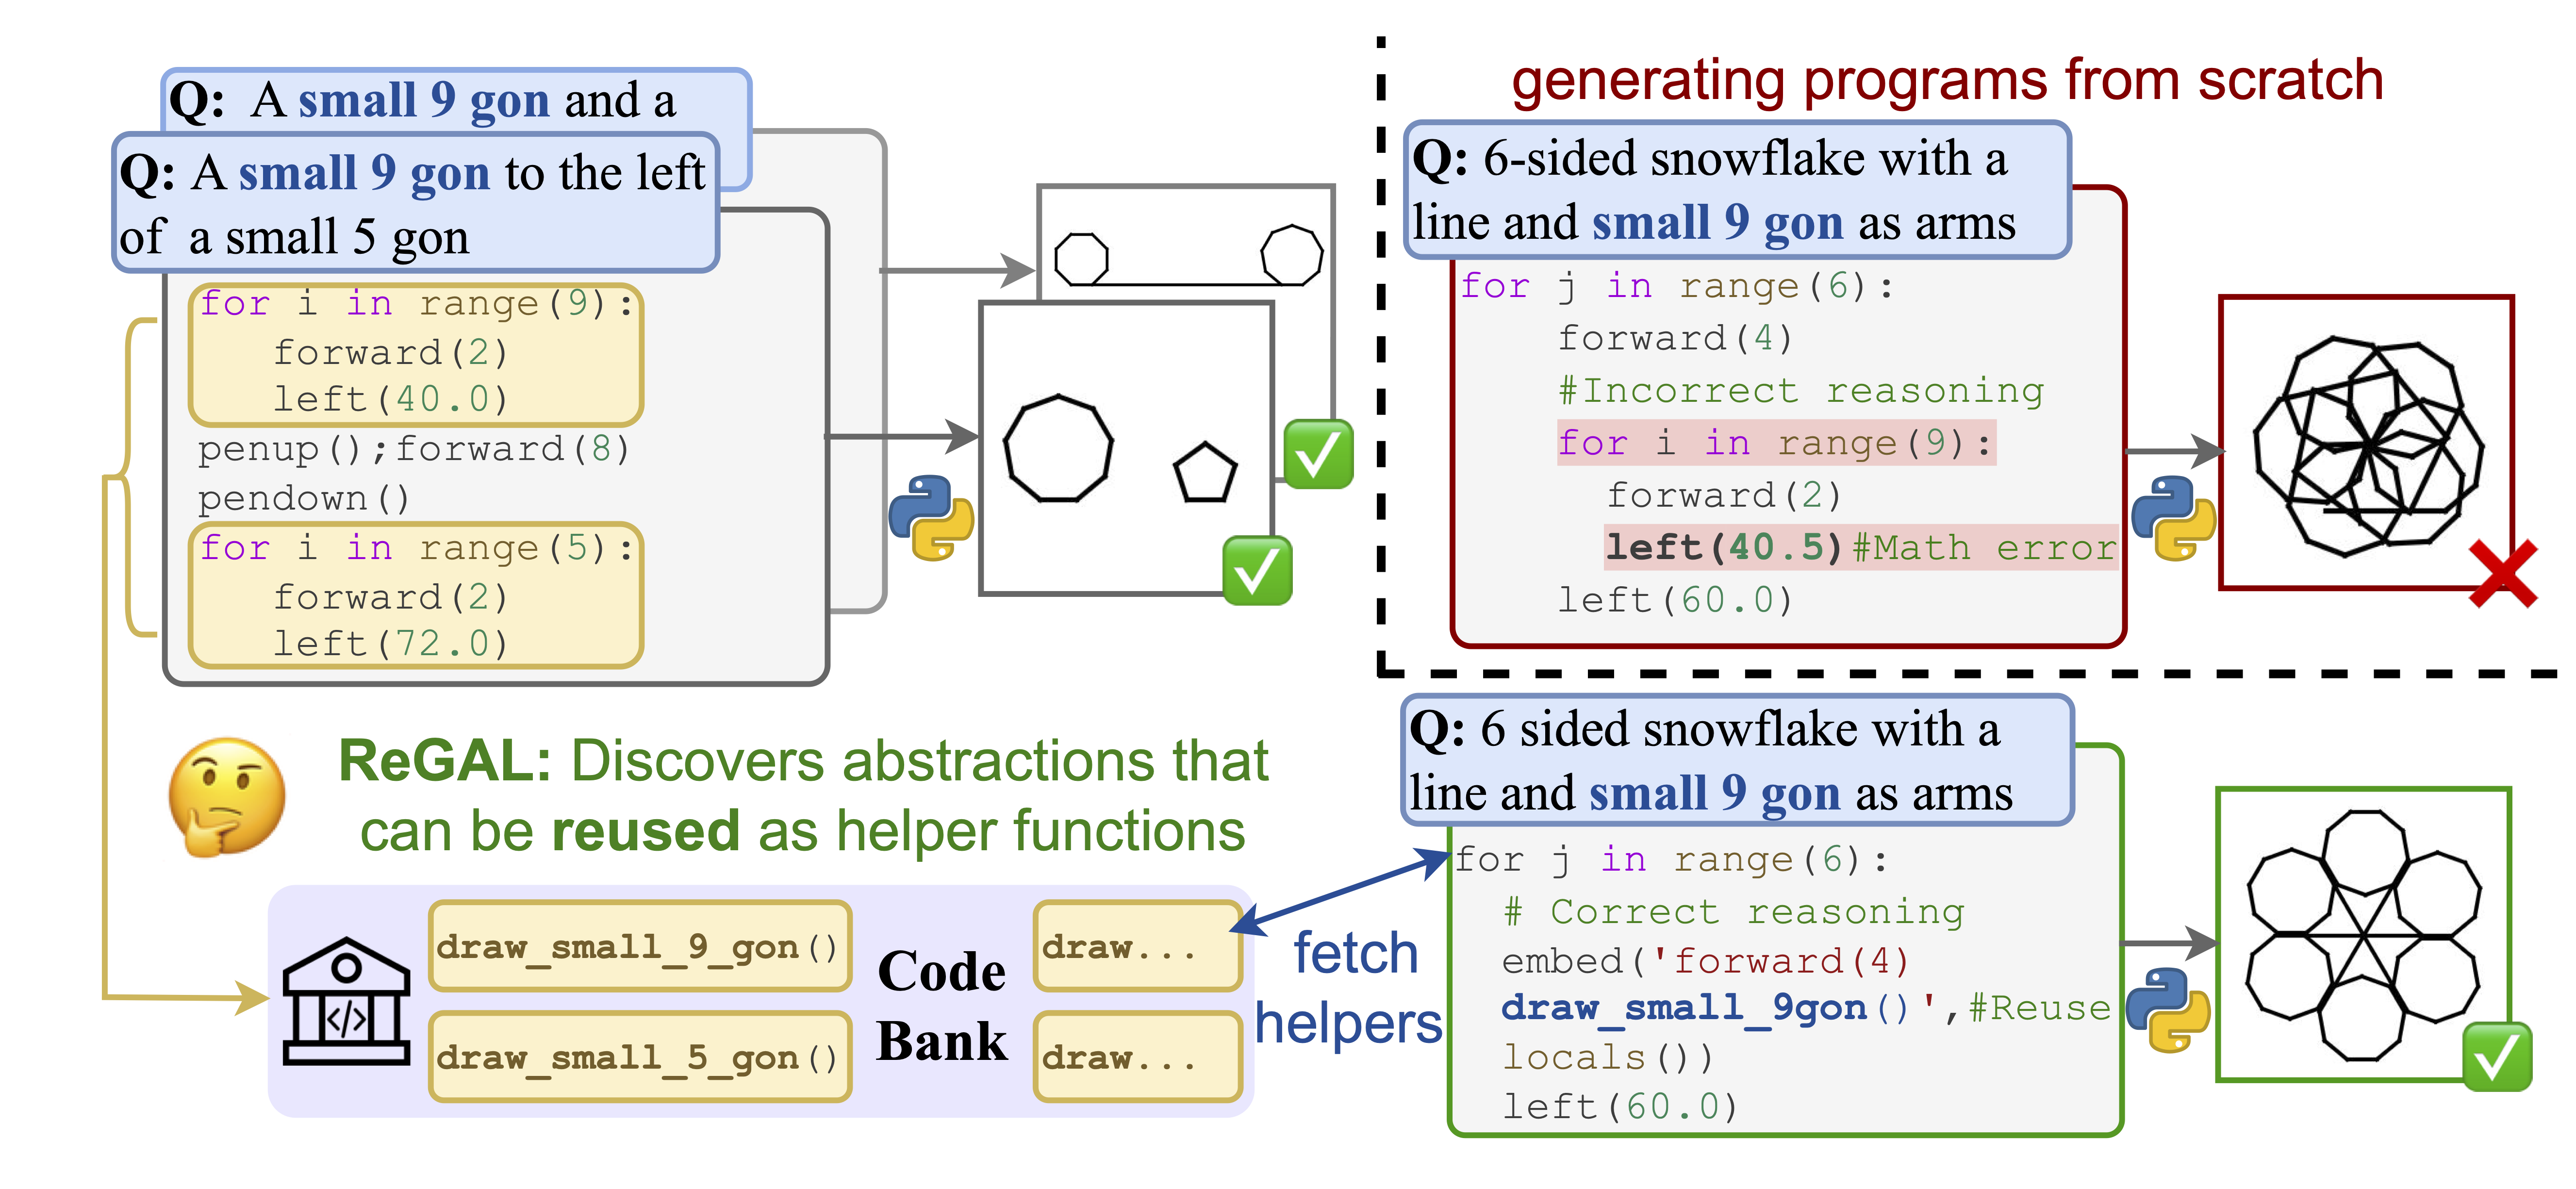 Q: A small 9 gon and a
Q: A small 9 gon to the left
of a small 5 gon
for i in range(9):
forward(2)
left(40.0)
penup();forward(8)
pendown()
for i in range(5):
forward(2)
left(72.0)
generating programs from scratch
Q: 6-sided snowflake with a
line and small 9 gon as arms
for j in range(6):
forward(4)
#Incorrect reasoning
for i in range(9):
forward(2)
left(40.5)#Math error
left(60.0)
ReGAL: Discovers abstractions that
can be reused as helper functions
</>
draw_small_9_gon()
draw_small_5_gon()
Code
Bank
draw...
draw...
fetch
helpers
Q: 6 sided snowflake with a
line and small 9 gon as arms
for j in range(6):
# Correct reasoning
embed('forward(4)
draw_small_9gon()',#Reuse
locals())
left(60.0)